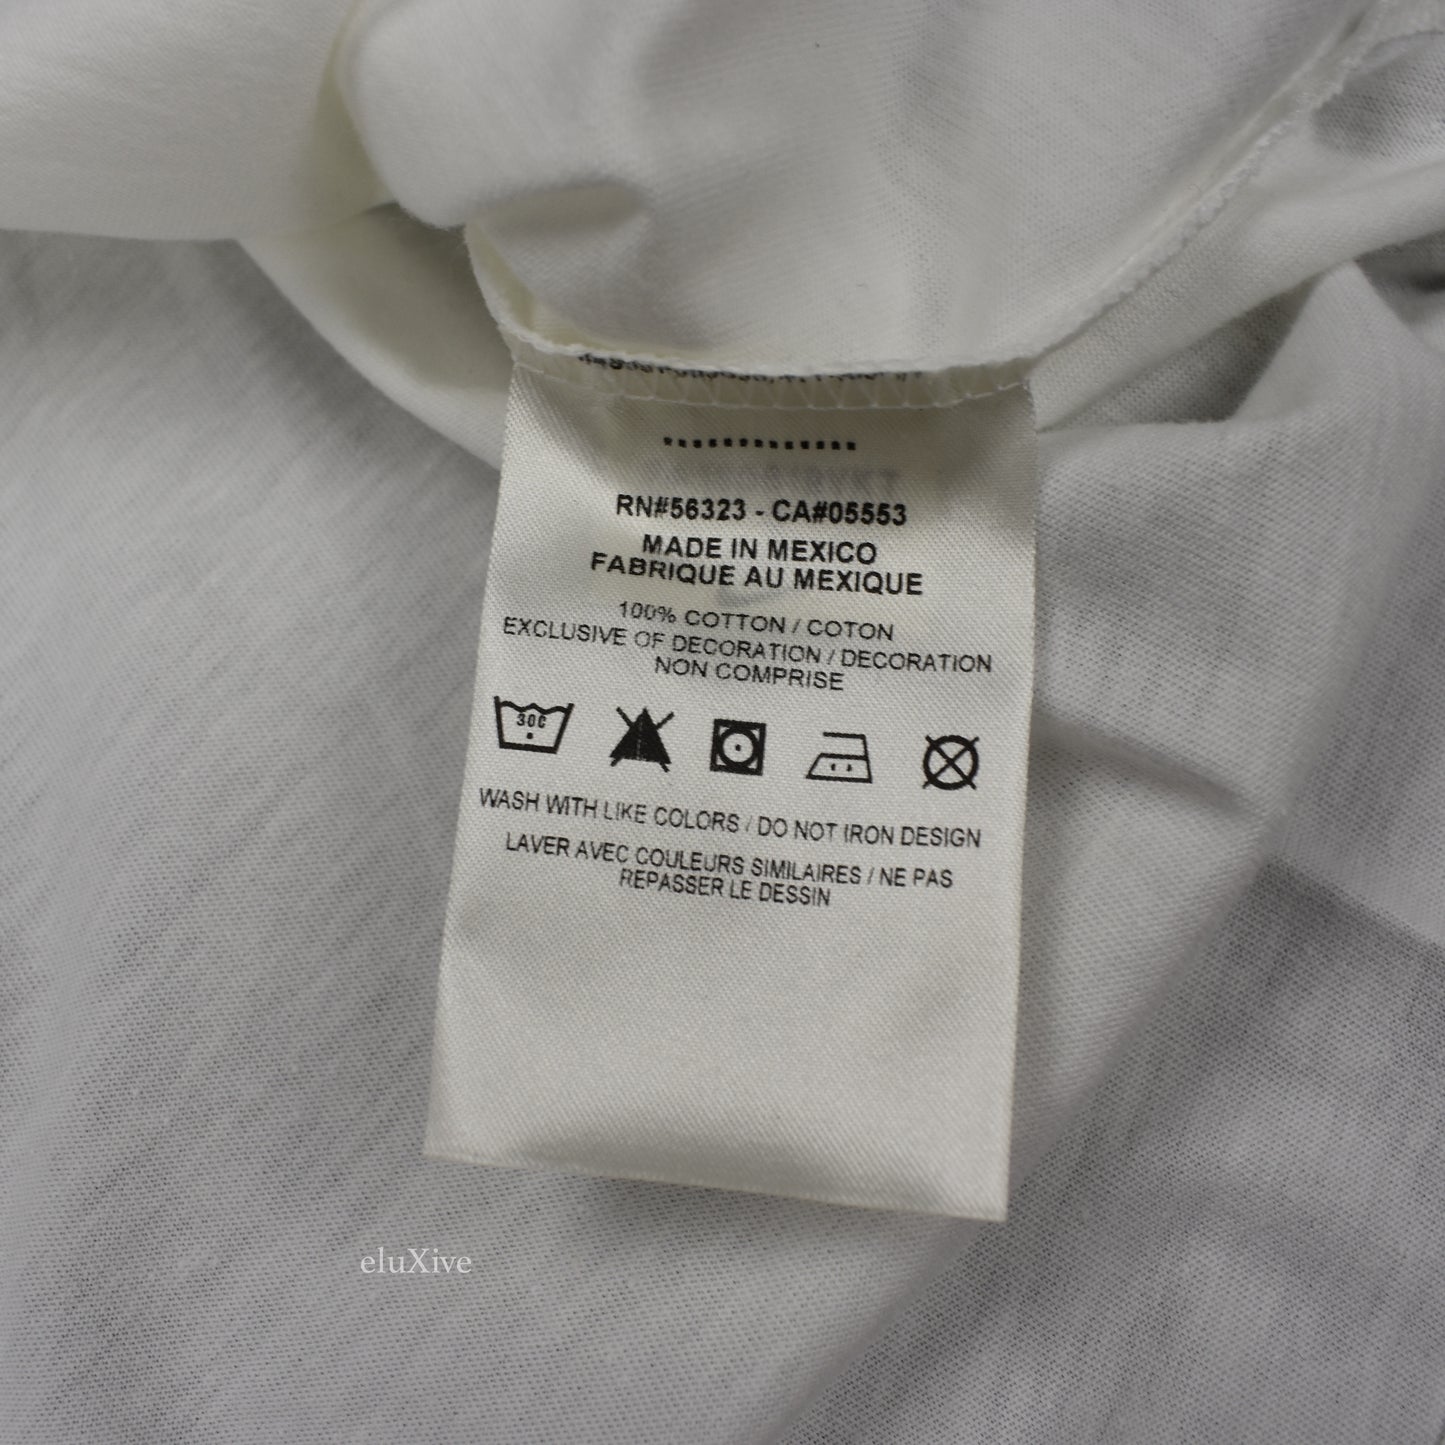 RN#56323 - CA#05553
MADE IN MEXICO
FABRIQUE AU MEXIQUE
100% COTTON / COTON
EXCLUSIVE OF DECORATION / DECORATION
NON COMPRISE
30C
WASH WITH LIKE COLORS / DO NOT IRON DESIGN
LAVER AVEC COULEURS SIMILAIRES / NE PAS
REPASSER LE DESSIN
eluXive